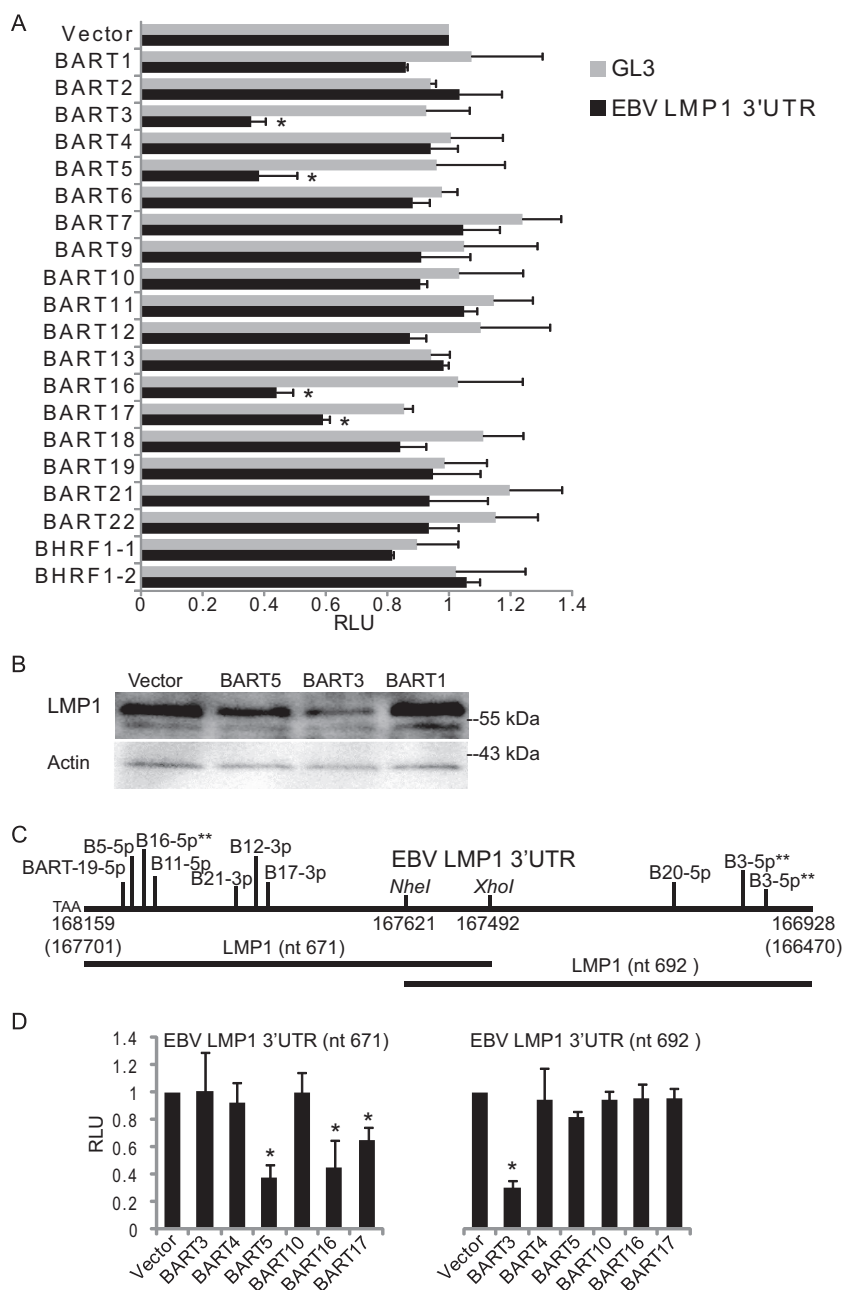 A
Vector
BART1
BART2
BART3
*
BART4
BART5
*
BART6
BART7
BART9
BART10
BART11
BART12
BART13
BART16
*
BART17
*
BART18
BART19
BART21
BART22
BHRF1-1
BHRF1-2
0 0.2 0.4 0.6 0.8 1 1.2 1.4
RLU
GL3
EBV LMP1 3'UTR
B
Vector BART5 BART3 BART1
LMP1
--55 kDa
Actin
--43 kDa
C
B5-5p B16-5p** B12-3p EBV LMP1 3'UTR B3-5p**
BART-19-5p B11-5p B21-3p B17-3p NheI XhoI B20-5p B3-5p**
TAA
168159 167621 167492 166928
(167701) (166470)
LMP1 (nt 671)
LMP1 (nt 692 )
D
EBV LMP1 3'UTR (nt 671)
RLU
1.4
1.2
1
0.8
0.6
0.4
0.2
0
* * *
Vector BART3 BART4 BART5 BART10 BART16 BART17
EBV LMP1 3'UTR (nt 692 )
*
Vector BART3 BART4 BART5 BART10 BART16 BART17